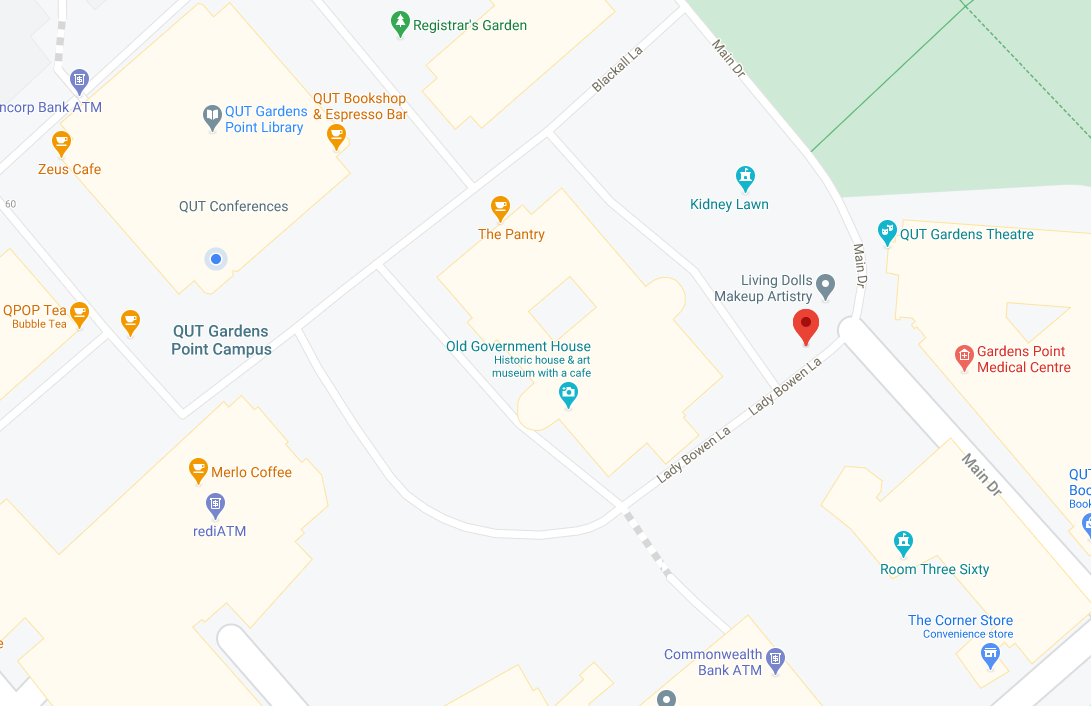 Registrar's Garden
Blackall La
Main Dr
ncorp Bank ATM
QUT Gardens
Point Library
QUT Bookshop
& Espresso Bar
Zeus Cafe
60
QUT Conferences
Kidney Lawn
The Pantry
QUT Gardens Theatre
Main Dr
Living Dolls
Makeup Artistry
QPOP Tea
Bubble Tea
QUT Gardens
Point Campus
Old Government House
Historic house & art
museum with a cafe
Gardens Point
Medical Centre
Lady Bowen La
Lady Bowen La
Main Dr
Merlo Coffee
rediATM
QUT
Boo
Book
Room Three Sixty
The Corner Store
Convenience store
e
Commonwealth
Bank ATM